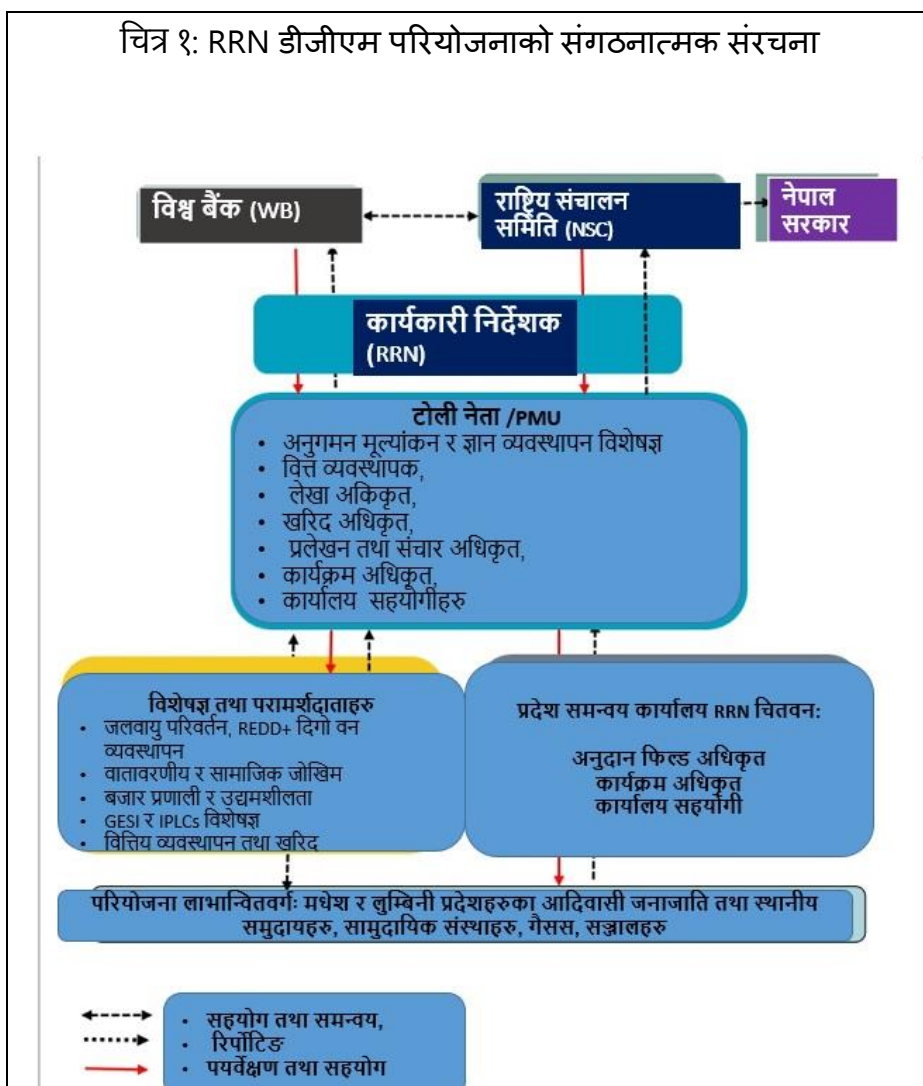 चित्र १: RRN डीजीएम परियोजनाको संगठनात्मक संरचना
विश्व बैंक (WB)
राष्ट्रिय संचालन
समिति (NSC)
नेपाल
सरकार
कार्यकारी निर्देशक
(RRN)
टोली नेता /PMU
• अनुगमन मूल्यांकन र ज्ञान व्यवस्थापन विशेषज्ञ
• वित्त व्यवस्थापक,
• लेखा अकिकृत,
• खरिद अधिकृत,
• प्रलेखन तथा संचार अधिकृत,
• कार्यक्रम अधिकृत,
• कार्यालय सहयोगीहरु
विशेषज्ञ तथा परामर्शदाताहरु
• जलवायु परिवर्तन, REDD+ दिगो वन
व्यवस्थापन
• वातावरणीय र सामाजिक जोखिम
• बजार प्रणाली र उद्यमशीलता
• GESI र IPLCs विशेषज्ञ
• वित्तिय व्यवस्थापन तथा खरिद
प्रदेश समन्वय कार्यालय RRN चितवन:
अनुदान फिल्ड अधिकृत
कार्यक्रम अधिकृत
कार्यालय सहयोगी
परियोजना लाभान्वितवर्गः मधेश र लुम्बिनी प्रदेशहरुका आदिवासी जनाजाति तथा स्थानीय
समुदायहरु, सामुदायिक संस्थाहरु, गैसस, सञ्जालहरु
• सहयोग तथा समन्वय,
• रिर्पोटिङ
• पयर्वेक्षण तथा सहयोग